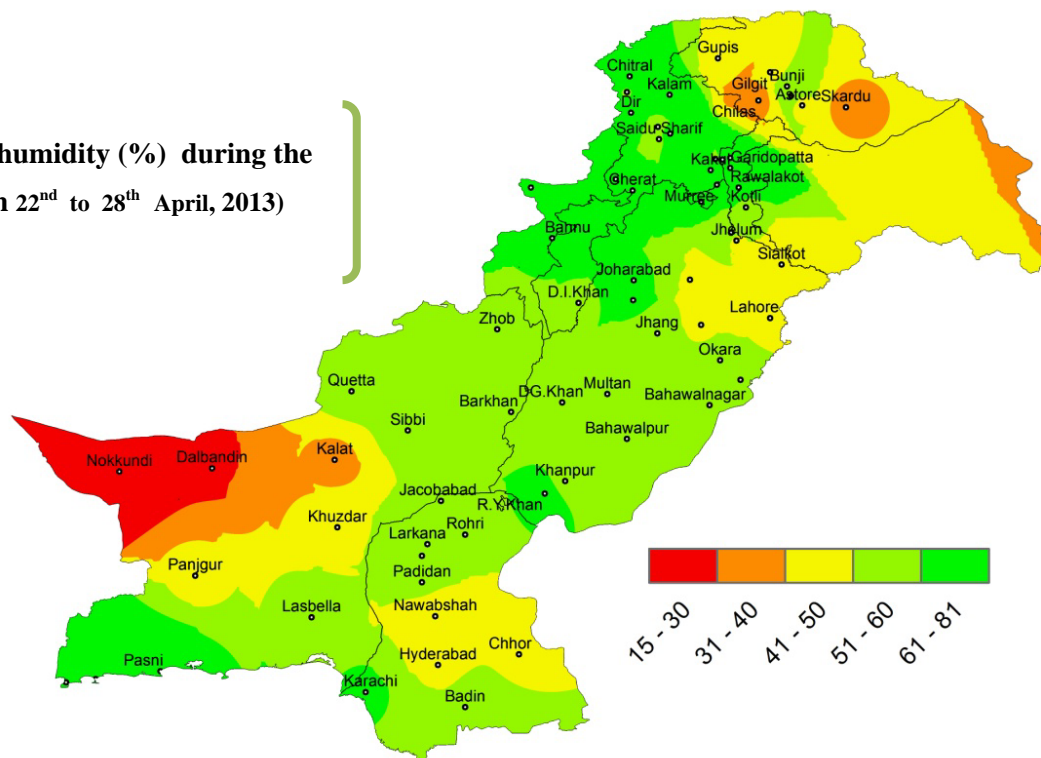 humidity (%) during the
22nd to 28th April, 2013)
Gupis
Chitral
Kalam
Bunji
Gilgit
Astore
Skardu
Dir
Chilas
Saidu Sharif
Garidopatta
Cherat
Rawalakot
Murree
Kotli
Bannu
Jhelum
Sialkot
Joharabad
D.I.Khan
Lahore
Zhob
Jhang
Okara
Quetta
Multan
D.G.Khan
Barkhan
Bahawalnagar
Sibbi
Bahawalpur
Kalat
Nokkundi
Dalbandin
Khanpur
Jacobabad
R.Y.Khan
Khuzdar
Rohri
Larkana
Panjgur
Padidan
Nawabshah
Lasbella
Chhor
Hyderabad
Pasni
Karachi
Badin
15 - 30
31 - 40
41 - 50
51 - 60
61 - 81